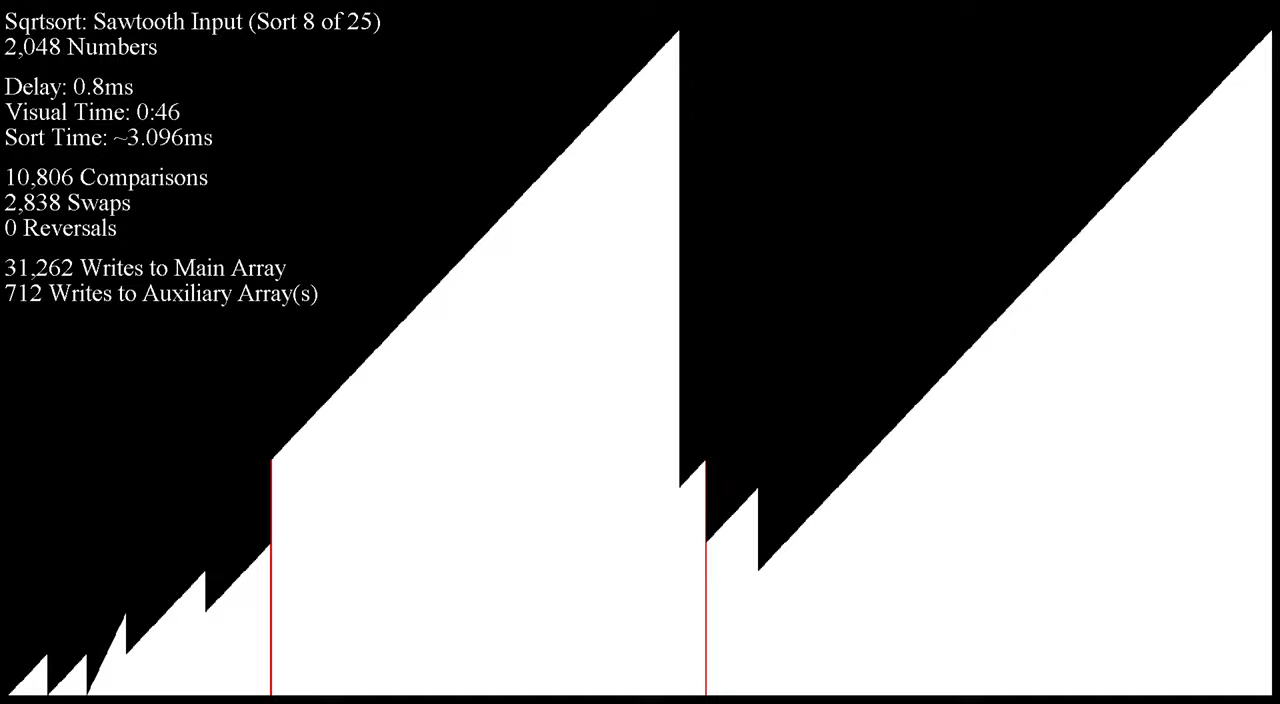 Sqrtsort: Sawtooth Input (Sort 8 of 25)
2,048 Numbers
Delay: 0.8ms
Visual Time: 0:46
Sort Time: ~3.096ms
10,806 Comparisons
2,838 Swaps
0 Reversals
31,262 Writes to Main Array
712 Writes to Auxiliary Array(s)